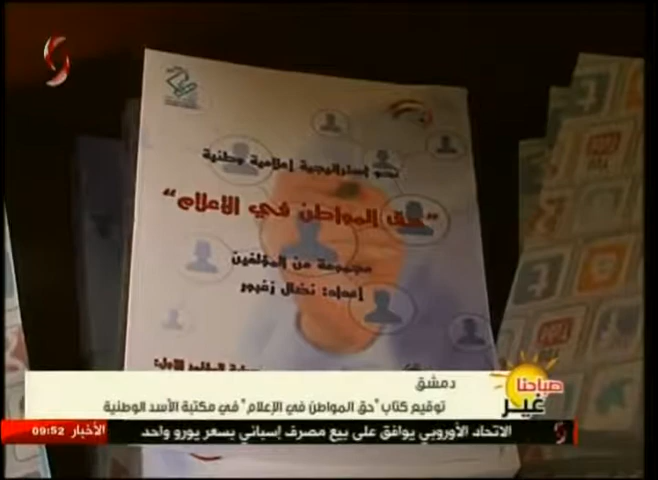 نحو إستراتيجية إعلامية وطنية
"حق المواطن في الاعلام"
مجموعة من المؤلفين
إعداد: نضال زغبور
صباحنا
غير
دمشق
توقيع كتاب "حق المواطن في الإعلام" في مكتبة الأسد الوطنية
الاتحاد الأوروبي يوافق على بيع مصرف إسباني بسعر يورو واحد
الأخبار 09:52